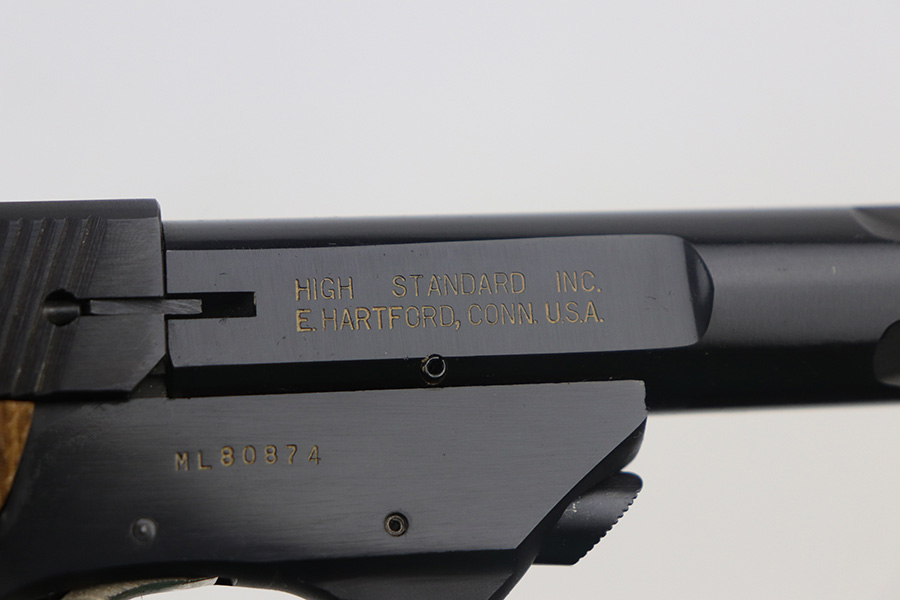 HIGH STANDARD INC.
E. HARTFORD, CONN. U.S.A.
ML80874